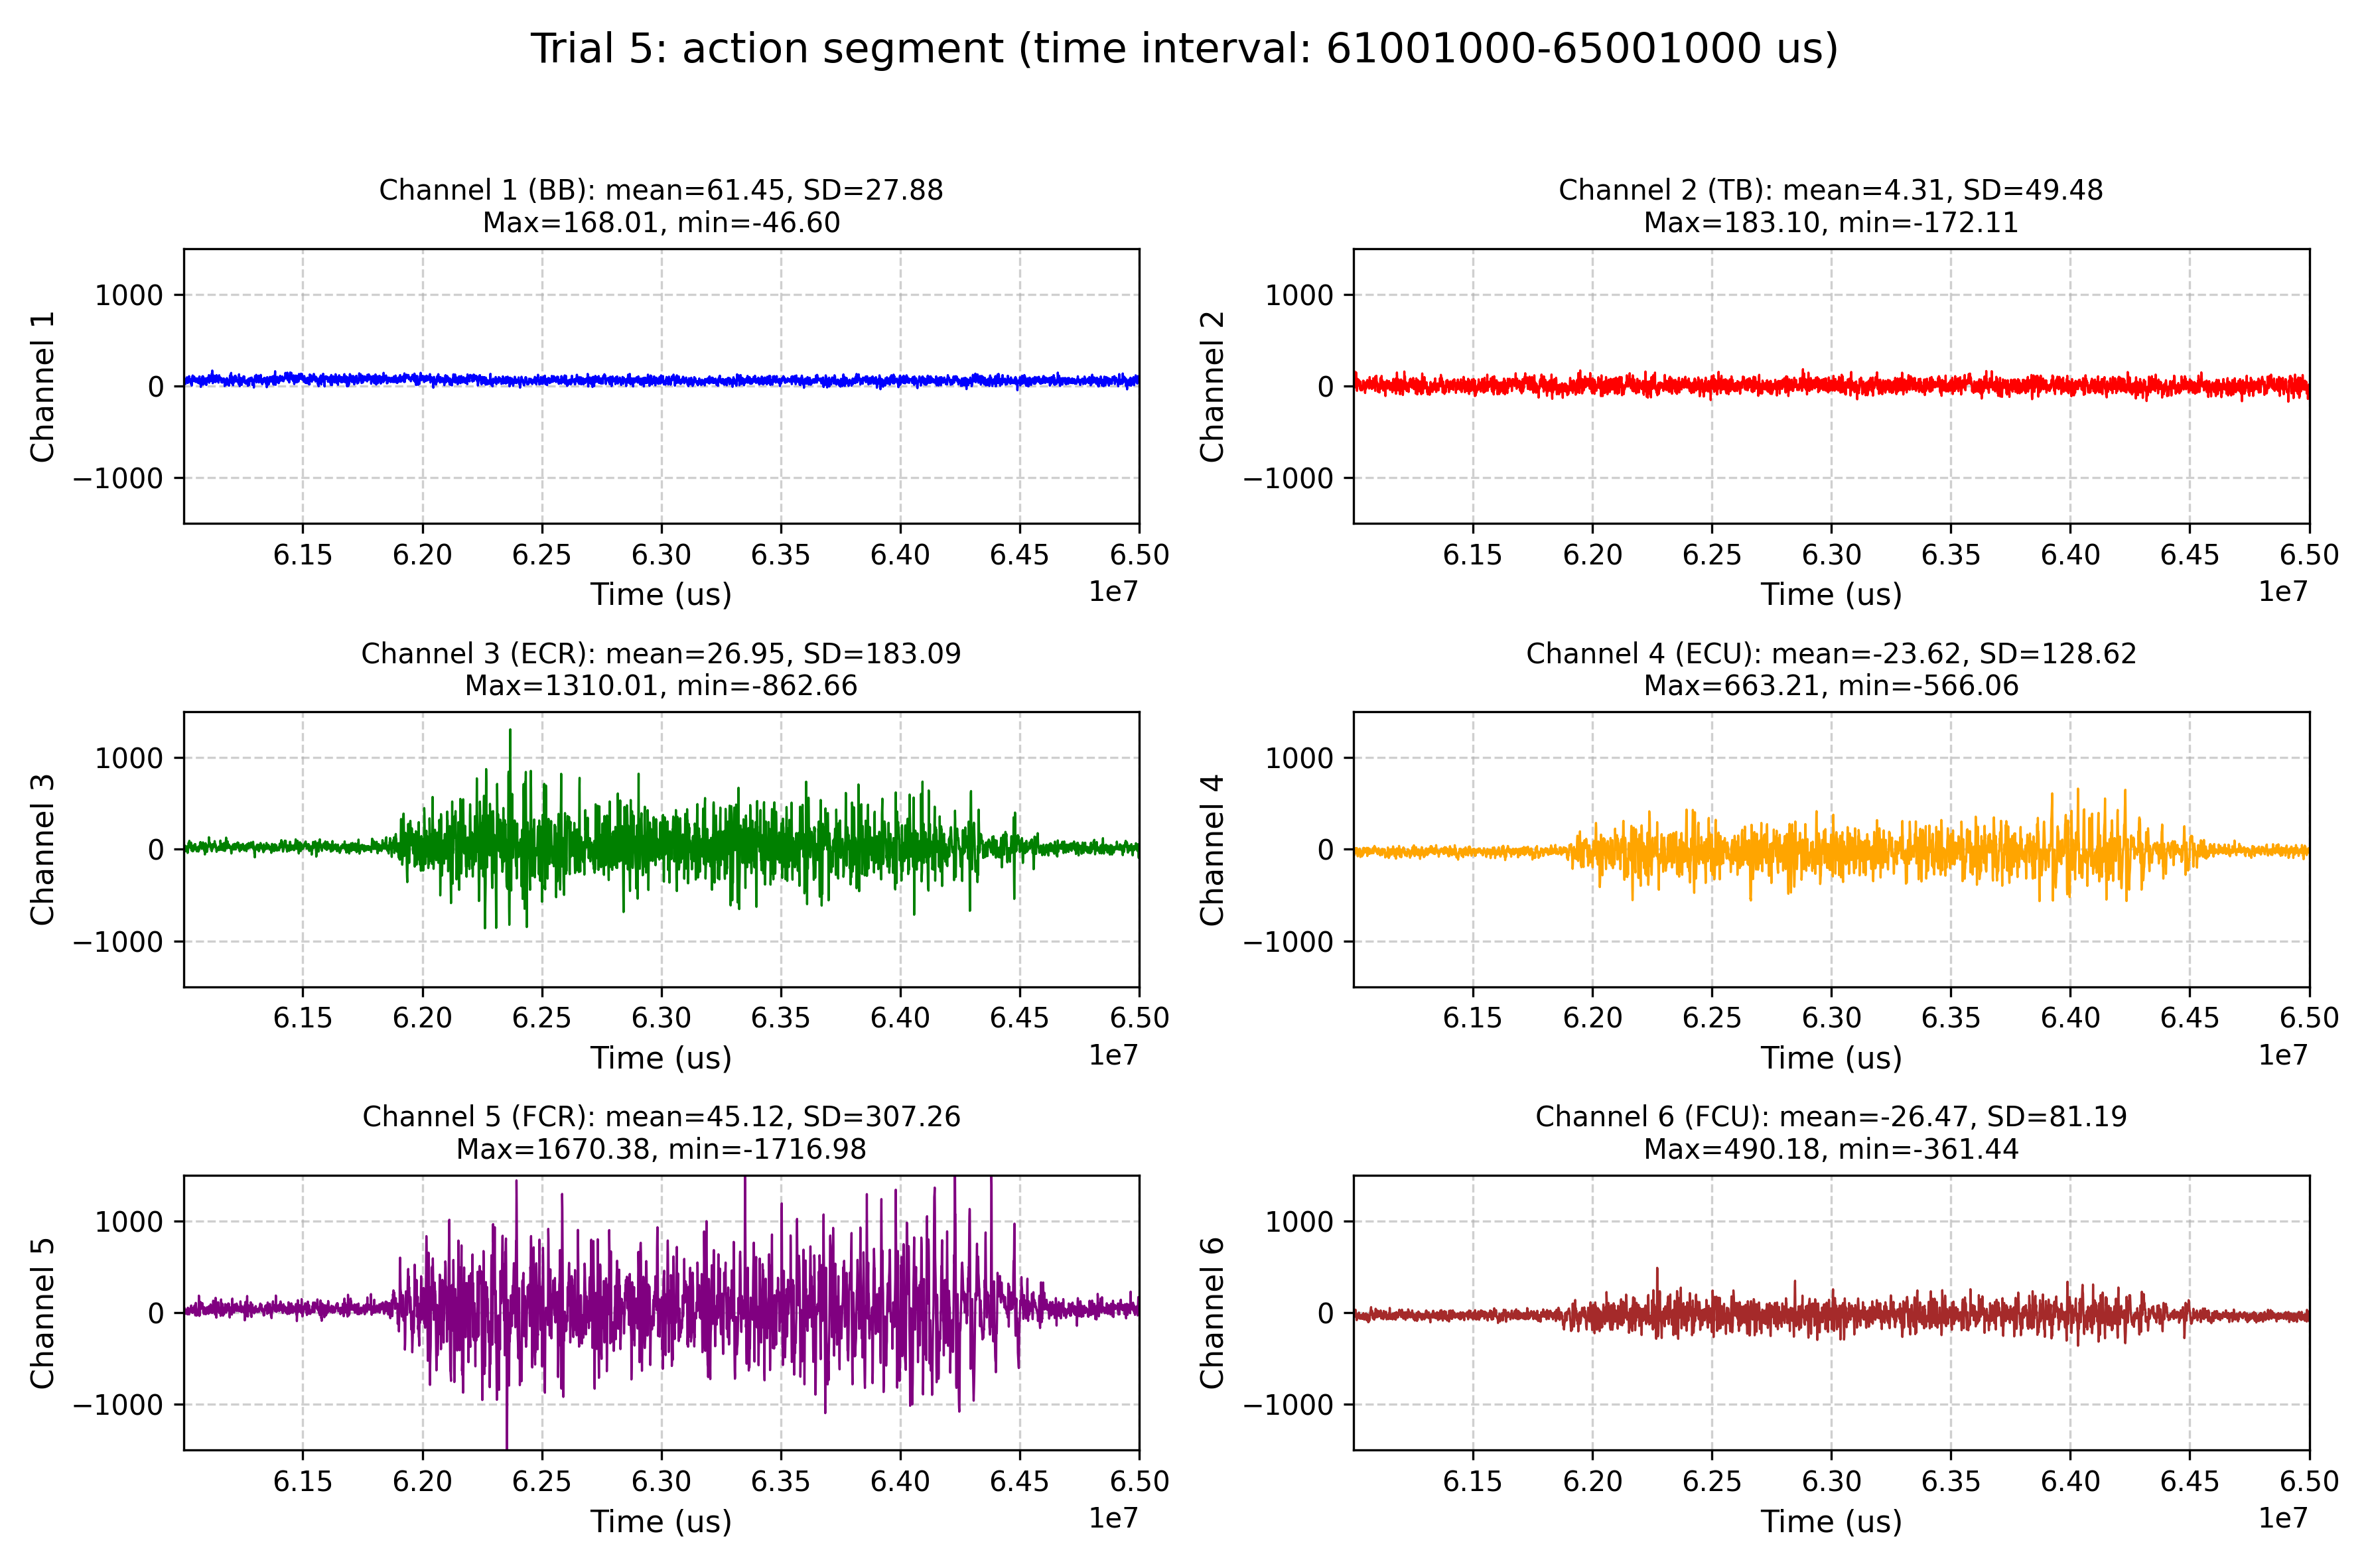 Trial 5: action segment (time interval: 61001000-65001000 us)
Channel 1 (BB): mean=61.45, SD=27.88
Max=168.01, min=-46.60
Channel 1
1000
0
−1000
6.15 6.20 6.25 6.30 6.35 6.40 6.45 6.50
Time (us)
1e7
Channel 2 (TB): mean=4.31, SD=49.48
Max=183.10, min=-172.11
Channel 2
1000
0
−1000
6.15 6.20 6.25 6.30 6.35 6.40 6.45 6.50
Time (us)
1e7
Channel 3 (ECR): mean=26.95, SD=183.09
Max=1310.01, min=-862.66
Channel 3
1000
0
−1000
6.15 6.20 6.25 6.30 6.35 6.40 6.45 6.50
Time (us)
1e7
Channel 4 (ECU): mean=-23.62, SD=128.62
Max=663.21, min=-566.06
Channel 4
1000
0
−1000
6.15 6.20 6.25 6.30 6.35 6.40 6.45 6.50
Time (us)
1e7
Channel 5 (FCR): mean=45.12, SD=307.26
Max=1670.38, min=-1716.98
Channel 5
1000
0
−1000
6.15 6.20 6.25 6.30 6.35 6.40 6.45 6.50
Time (us)
1e7
Channel 6 (FCU): mean=-26.47, SD=81.19
Max=490.18, min=-361.44
Channel 6
1000
0
−1000
6.15 6.20 6.25 6.30 6.35 6.40 6.45 6.50
Time (us)
1e7